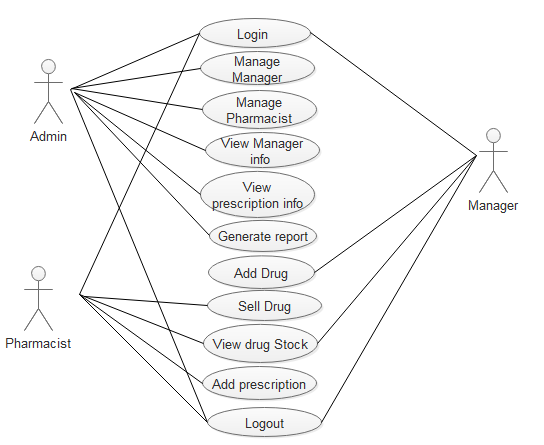 Login
Manage
Manager
Admin
Manage
Pharmacist
View Manager
info
View
prescription info
Manager
Generate report
Add Drug
Sell Drug
Pharmacist
View drug Stock
Add prescription
Logout